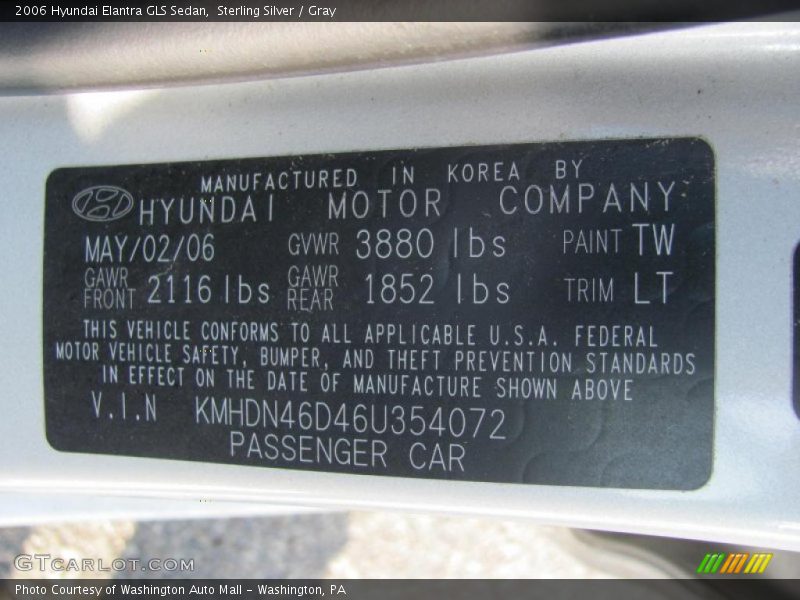 2006 Hyundai Elantra GLS Sedan,  Sterling Silver / Gray
MANUFACTURED IN KOREA BY
HYUNDAI MOTOR COMPANY
MAY/02/06 GVWR 3880 lbs PAINT TW
GAWR FRONT 2116 lbs GAWR REAR 1852 lbs TRIM LT
THIS VEHICLE CONFORMS TO ALL APPLICABLE U.S.A. FEDERAL
MOTOR VEHICLE SAFETY, BUMPER, AND THEFT PREVENTION STANDARDS
IN EFFECT ON THE DATE OF MANUFACTURE SHOWN ABOVE
V.I.N KMHDN46D46U354072
PASSENGER CAR
GTCarLot.com
Photo Courtesy of Washington Auto Mall - Washington, PA